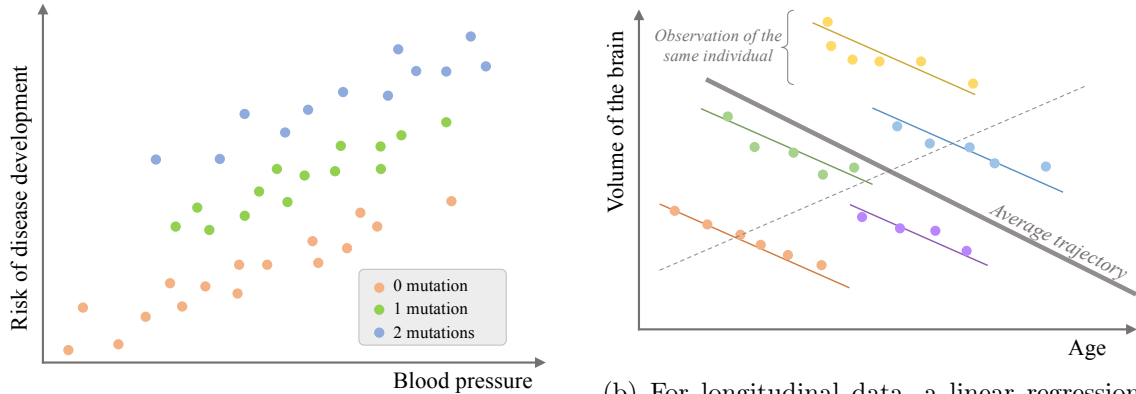 Risk of disease development
0 mutation
1 mutation
2 mutations
Blood pressure
Volume of the brain
Observation of the
same individual
Average trajectory
Age
(b) For longitudinal data, a linear regression